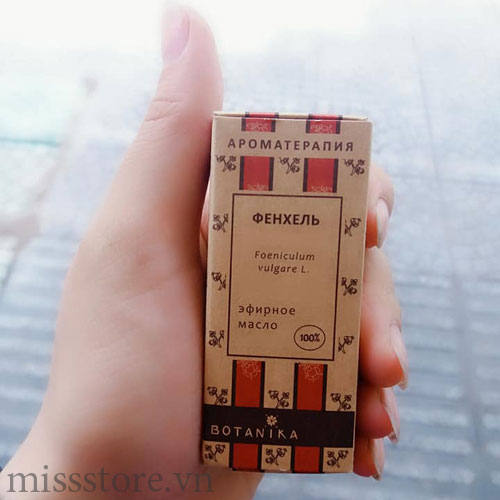 АРОМАТЕРАПИЯ
ФЕНХЕЛЬ
Foeniculum
vulgare L.
эфирное
масло
100%
BOTANIKA
missstore.vn